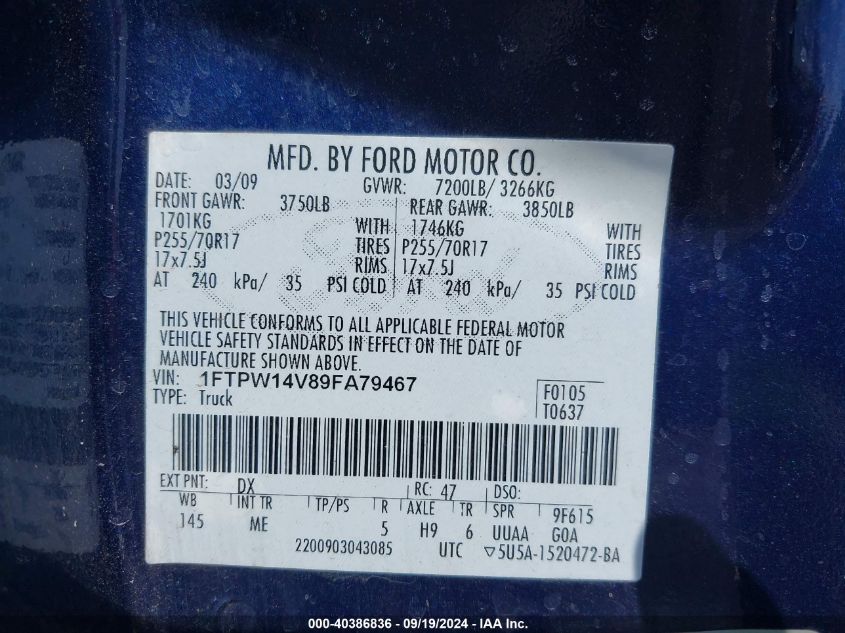 MFD. BY FORD MOTOR CO.
DATE: 03/09 GVWR: 7200LB/ 3266KG
FRONT GAWR: 3750LB REAR GAWR: 3850LB
1701KG WITH 1746KG WITH
P255/70R17 TIRES P255/70R17 TIRES
17x7.5J RIMS 17x7.5J RIMS
AT 240 kPa/ 35 PSI COLD AT 240 kPa/ 35 PSI COLD
THIS VEHICLE CONFORMS TO ALL APPLICABLE FEDERAL MOTOR
VEHICLE SAFETY STANDARDS IN EFFECT ON THE DATE OF
MANUFACTURE SHOWN ABOVE.
VIN: 1FTPW14V89FA79467 F0105
TYPE: Truck T0637
EXT PNT: DX RC: 47 DSO:
WB INT TR TP/PS R AXLE TR SPR 9F615
145 ME 5 H9 6 UUAA GOA
2200903043085 UTC ▽5U5A-1520472-BA
000-40386836 - 09/19/2024 - IAA Inc.